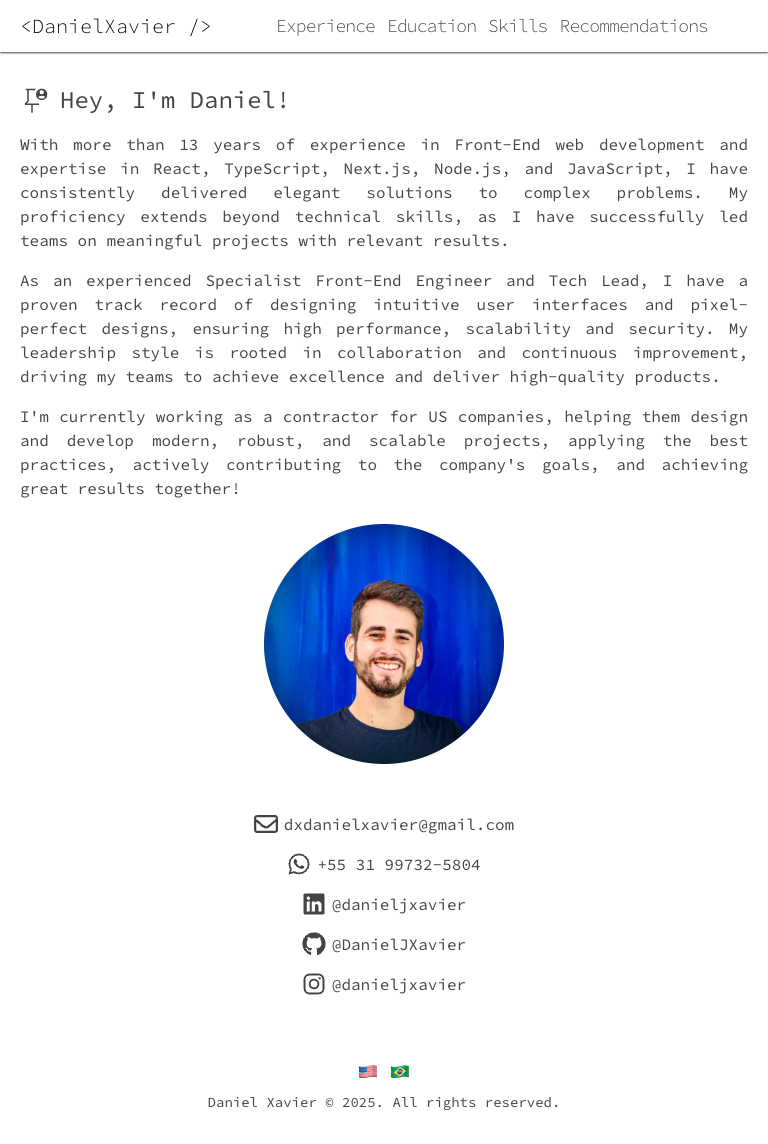 <DanielXavier />
Experience Education Skills Recommendations
Hey, I'm Daniel!
With more than 13 years of experience in Front-End web development and
expertise in React, TypeScript, Next.js, Node.js, and JavaScript, I have
consistently delivered elegant solutions to complex problems. My
proficiency extends beyond technical skills, as I have successfully led
teams on meaningful projects with relevant results.
As an experienced Specialist Front-End Engineer and Tech Lead, I have a
proven track record of designing intuitive user interfaces and pixel-
perfect designs, ensuring high performance, scalability and security. My
leadership style is rooted in collaboration and continuous improvement,
driving my teams to achieve excellence and deliver high-quality products.
I'm currently working as a contractor for US companies, helping them design
and develop modern, robust, and scalable projects, applying the best
practices, actively contributing to the company's goals, and achieving
great results together!
dxdanielxavier@gmail.com
+55 31 99732-5804
@danieljxavier
@DanielJXavier
@danieljxavier
Daniel Xavier © 2025. All rights reserved.